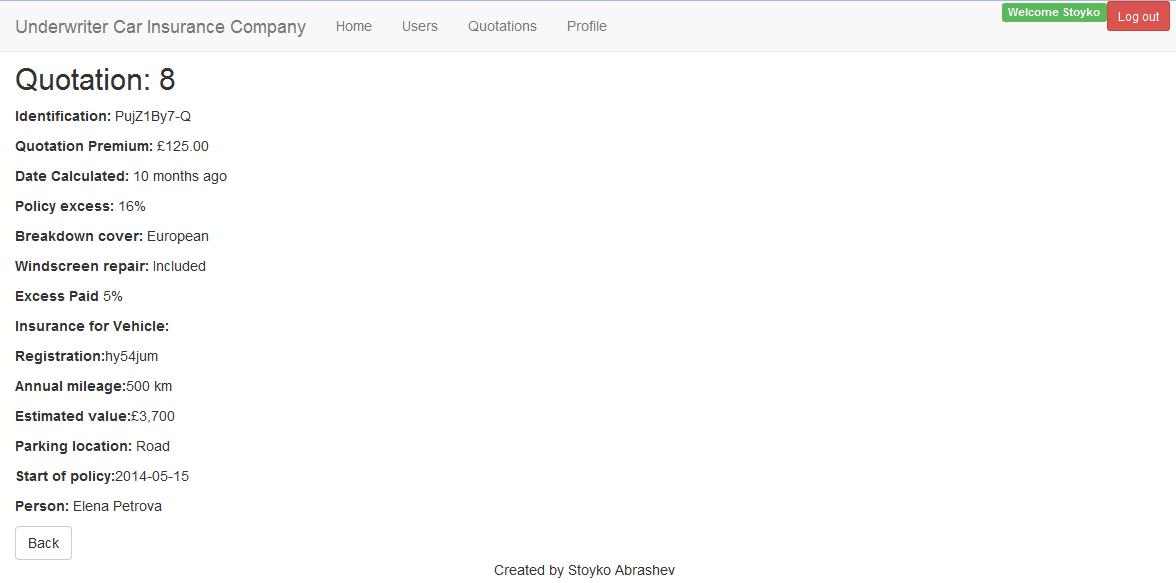 Underwriter Car Insurance Company Home Users Quotations Profile Welcome Stoyko Log out
Quotation: 8
Identification: PujZ1By7-Q
Quotation Premium: £125.00
Date Calculated: 10 months ago
Policy excess: 16%
Breakdown cover: European
Windscreen repair: Included
Excess Paid 5%
Insurance for Vehicle:
Registration:hy54jum
Annual mileage:500 km
Estimated value:£3,700
Parking location: Road
Start of policy:2014-05-15
Person: Elena Petrova
Back
Created by Stoyko Abrashev